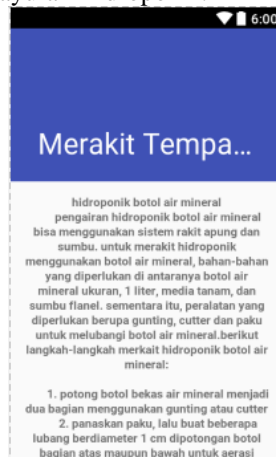 6:00
Merakit Tempa...
hidroponik botol air mineral
pengairan hidroponik botol air mineral
bisa menggunakan sistem rakit apung dan
sumbu. untuk merakit hidroponik
menggunakan botol air mineral, bahan-bahan
yang diperlukan di antaranya botol air
mineral ukuran, 1 liter, media tanam, dan
sumbu flanel. sementara itu, peralatan yang
diperlukan berupa gunting, cutter dan paku
untuk melubangi botol air mineral.berikut
langkah-langkah merkait hidroponik botol air
mineral:
1. potong botol bekas air mineral menjadi
dua bagian menggunakan gunting atau cutter
2. panaskan paku, lalu buat beberapa
lubang berdiameter 1 cm dipotongan botol
bagian atas maupun bawah untuk aerasi